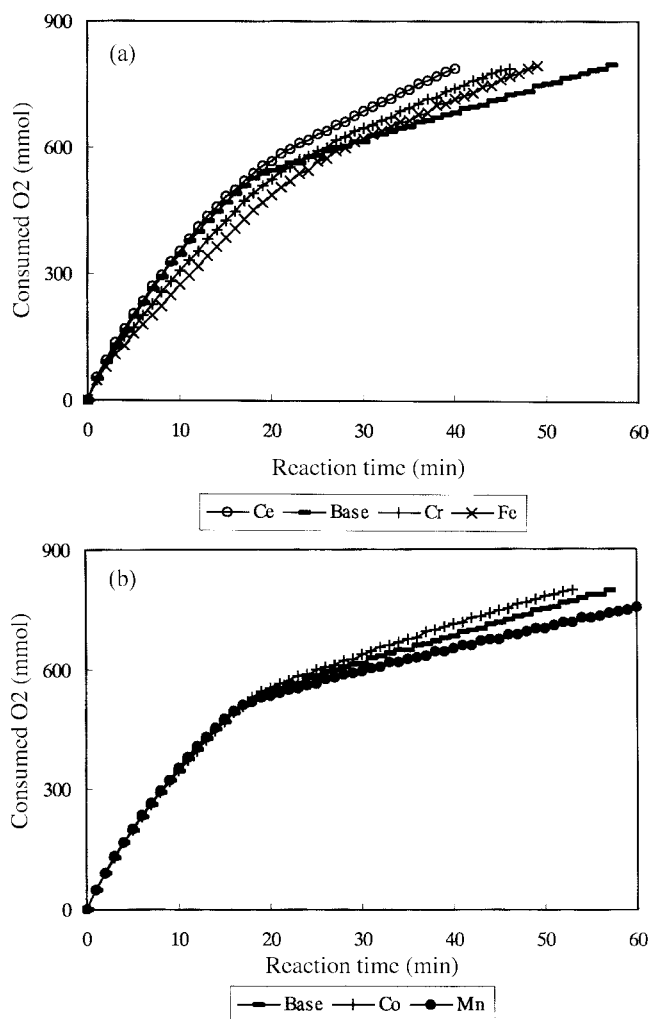 900
(a)
600
300
0
Consumed O2 (mmol)
0 10 20 30 40 50 60
Reaction time (min)
Ce Base Cr Fe
900
(b)
600
300
0
Consumed O2 (mmol)
0 10 20 30 40 50 60
Reaction time (min)
Base Co Mn